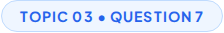 TOPIC 03 • QUESTION 7